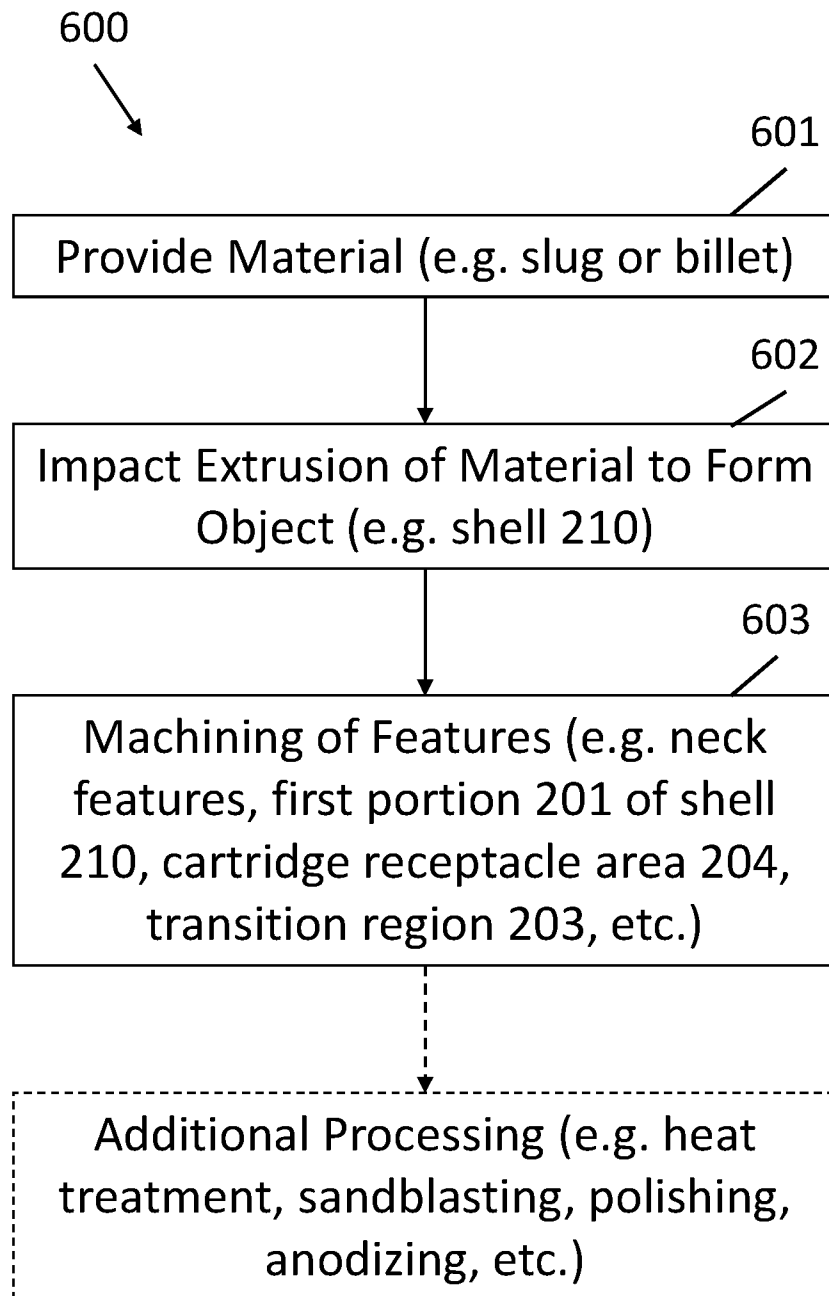 600
601
Provide Material (e.g. slug or billet)
602
Impact Extrusion of Material to Form
Object (e.g. shell 210)
603
Machining of Features (e.g. neck
features, first portion 201 of shell
210, cartridge receptacle area 204,
transition region 203, etc.)
Additional Processing (e.g. heat
treatment, sandblasting, polishing,
anodizing, etc.)